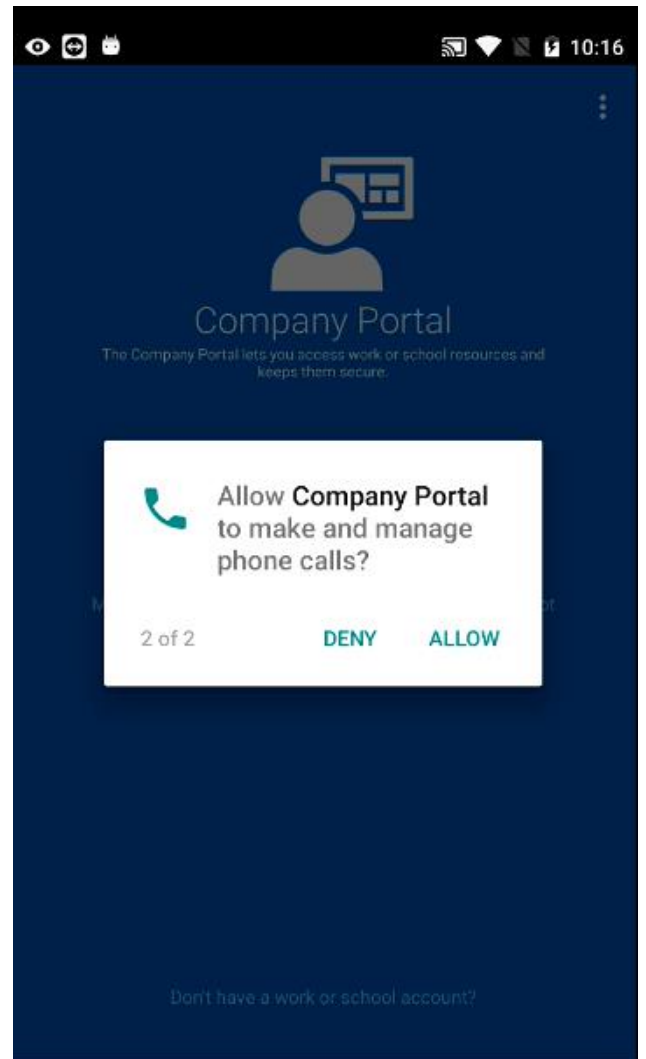 10:16
Company Portal
The Company Portal lets you access work or school resources and
keeps them secure.
Allow Company Portal
to make and manage
phone calls?
2 of 2
DENY
ALLOW
Don't have a work or school account?